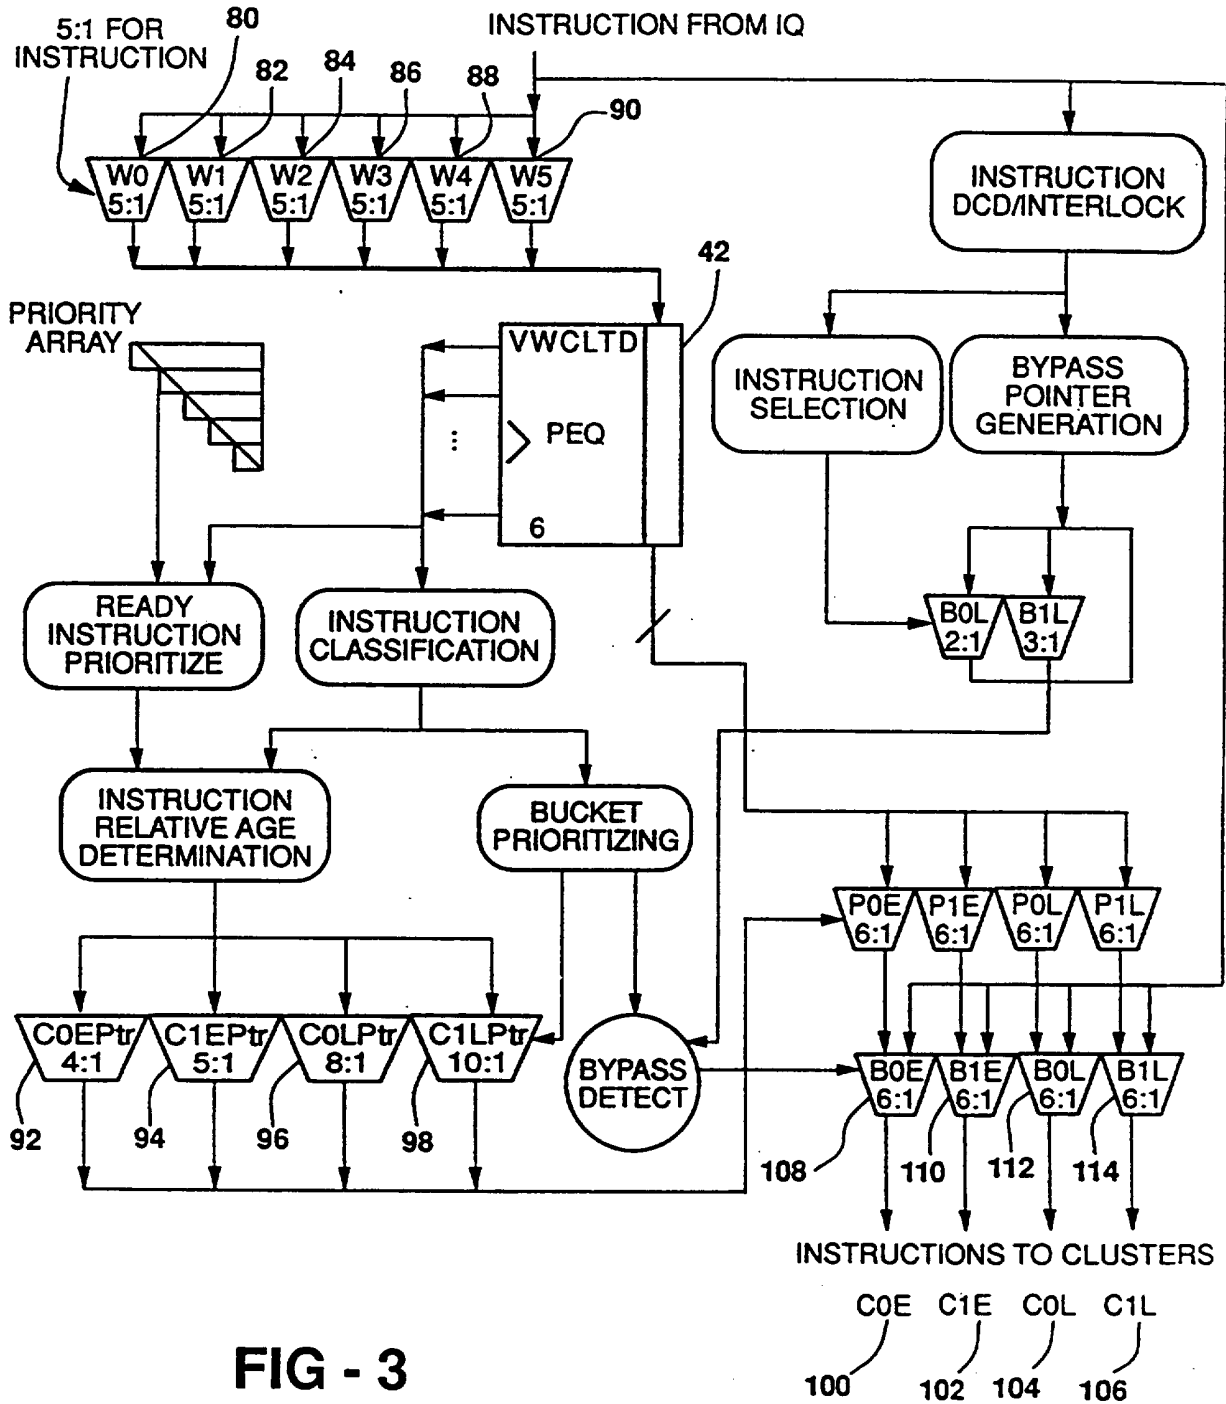 5:1 FOR
INSTRUCTION
80
82
84
86
88
INSTRUCTION FROM IQ
90
W0
5:1
W1
5:1
W2
5:1
W3
5:1
W4
5:1
W5
5:1
INSTRUCTION
DCD/INTERLOCK
42
PRIORITY
ARRAY
VWCLTD
PEQ
6
INSTRUCTION
SELECTION
BYPASS
POINTER
GENERATION
READY
INSTRUCTION
PRIORITIZE
INSTRUCTION
CLASSIFICATION
B0L
2:1
B1L
3:1
INSTRUCTION
RELATIVE AGE
DETERMINATION
BUCKET
PRIORITIZING
P0E
6:1
P1E
6:1
P0L
6:1
P1L
6:1
C0EPtr
4:1
C1EPtr
5:1
C0LPtr
8:1
C1LPtr
10:1
BYPASS
DETECT
B0E
6:1
B1E
6:1
B0L
6:1
B1L
6:1
92
94
96
98
108
110
112
114
INSTRUCTIONS TO CLUSTERS
C0E C1E C0L C1L
100
102
104
106
FIG - 3